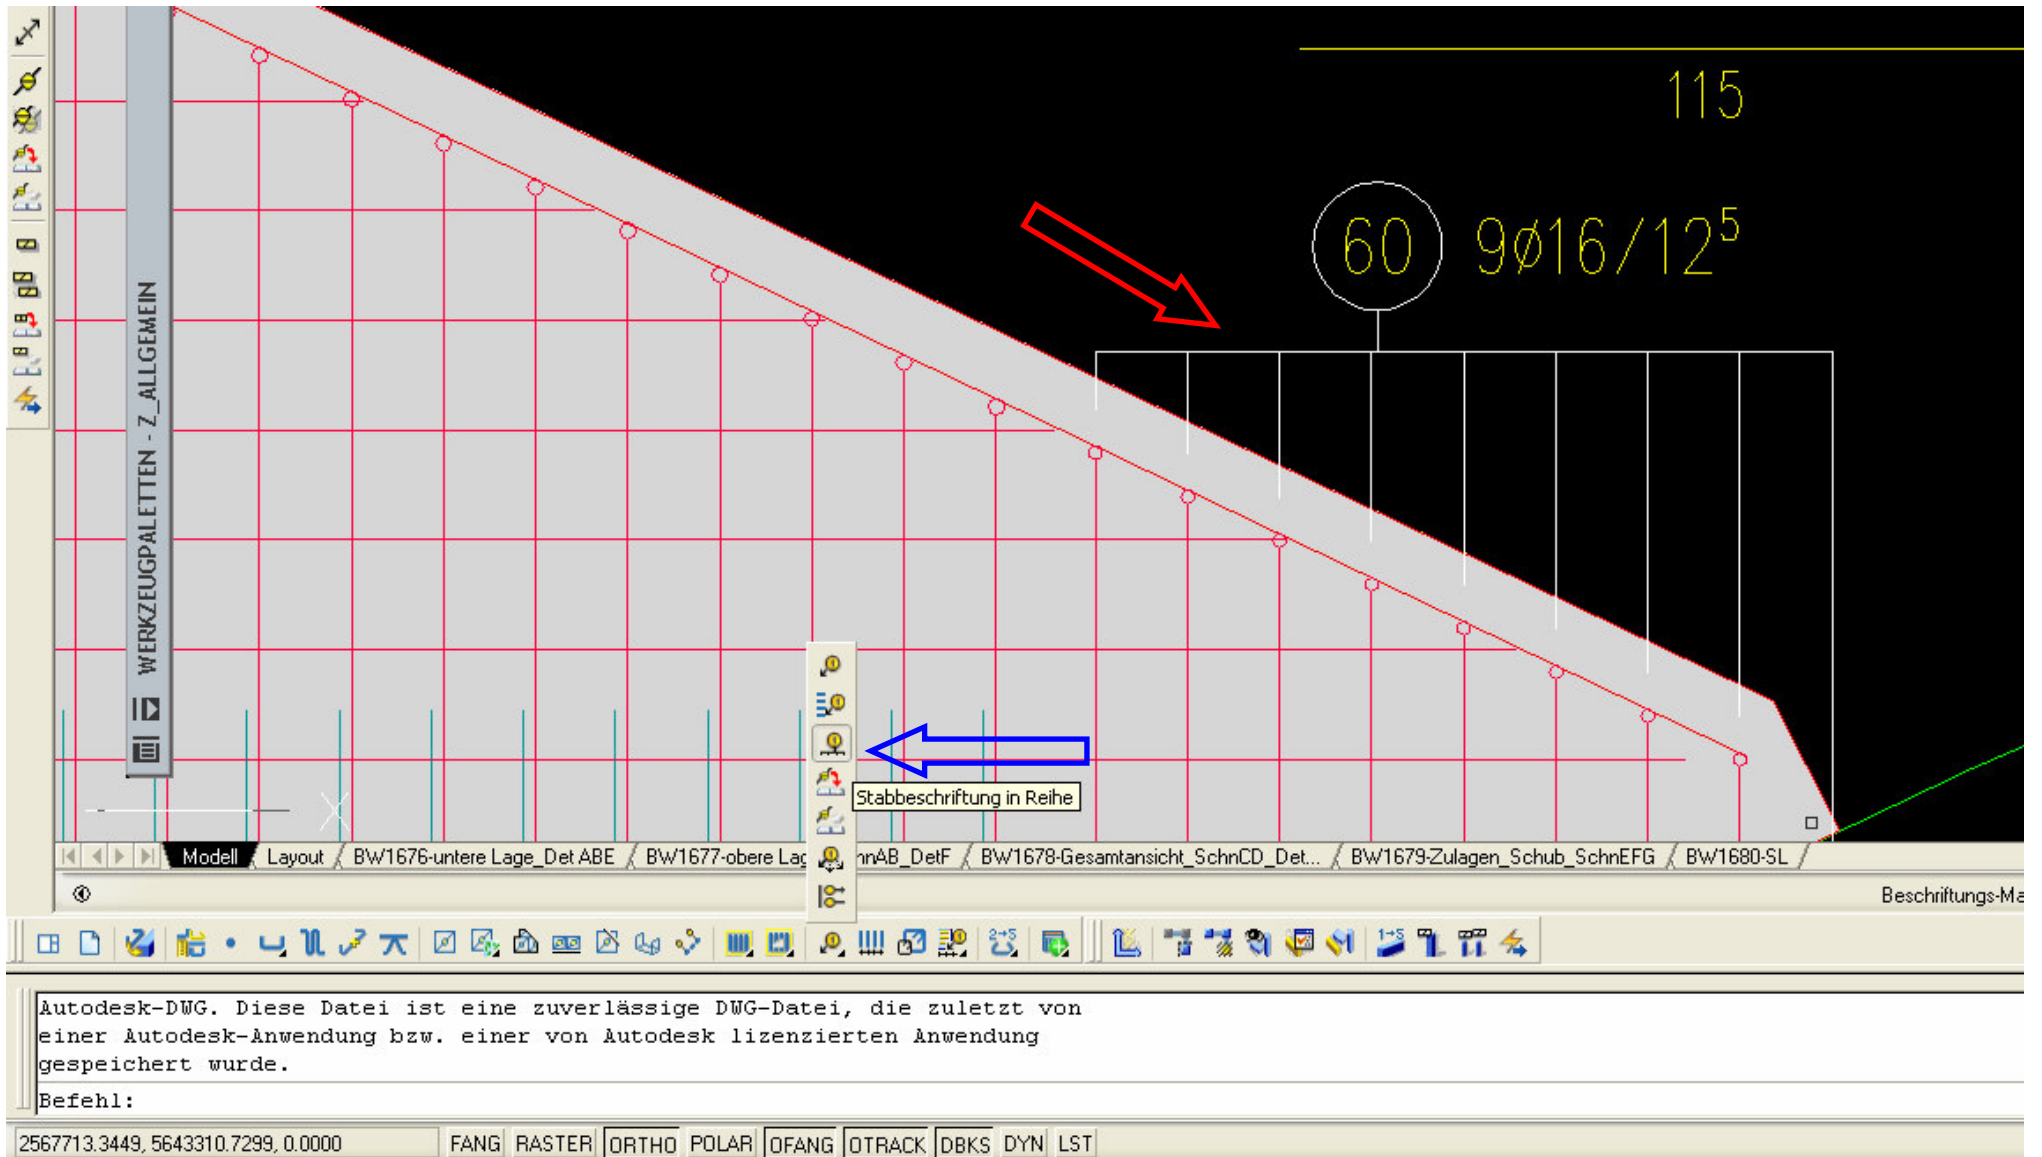 115
60 9ø16/12⁵
WERKZEUGPALETTEN - Z_ALLGEMEIN
Stabbeschriftung in Reihe
Modell Layout BW1676-untere Lage_Det ABE BW1677-obere Lag nnAB_DetF BW1678-Gesamtansicht_SchnCD_Det... BW1679-Zulagen_Schub_SchnEFG BW1680-SL
Beschriftungs-Ma
Autodesk-DWG. Diese Datei ist eine zuverlässige DWG-Datei, die zuletzt von
einer Autodesk-Anwendung bzw. einer von Autodesk lizenzierten Anwendung
gespeichert wurde.
Befehl:
2567713.3449, 5643310.7299, 0.0000 FANG RASTER ORTHO POLAR OFANG OTRACK DBKS DYN LST